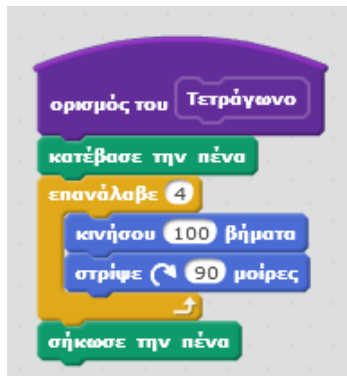 ορισμός του Τετράγωνο
κατέβασε την πένα
επανάλαβε 4
κινήσου 100 βήματα
στρίψε 90 μοίρες
σήκωσε την πένα